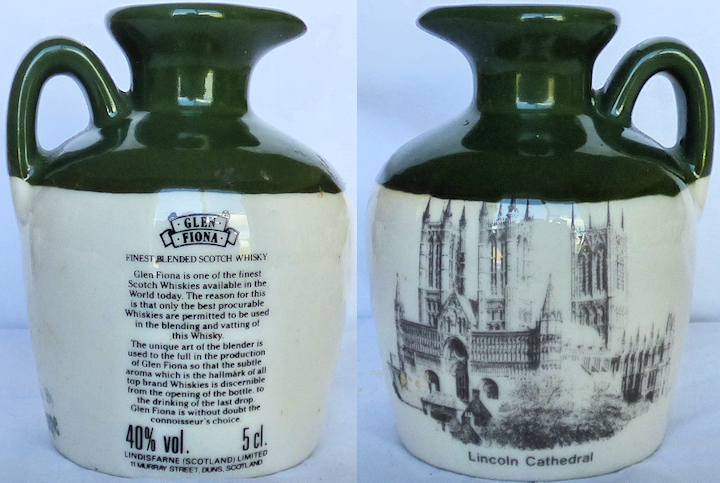 GLEN
FIONA
FINEST BLENDED SCOTCH WHISKY
Glen Fiona is one of the finest
Scotch Whiskies available in the
World today. The reason for this
is that only the best procurable
Whiskies are permitted to be used
in the blending and vatting of
this Whisky.
The unique art of the blender is
used to the full in the production
of Glen Fiona so that the subtle
aroma which is the hallmark of all
top brand Whiskies is discernible
from the opening of the bottle, to
the drinking of the last drop.
Glen Fiona is without doubt the
connoisseur's choice
40% vol. 5 cl.
LINDISFARNE (SCOTLAND) LIMITED
11 MURRAY STREET, DUNS, SCOTLAND
Lincoln Cathedral